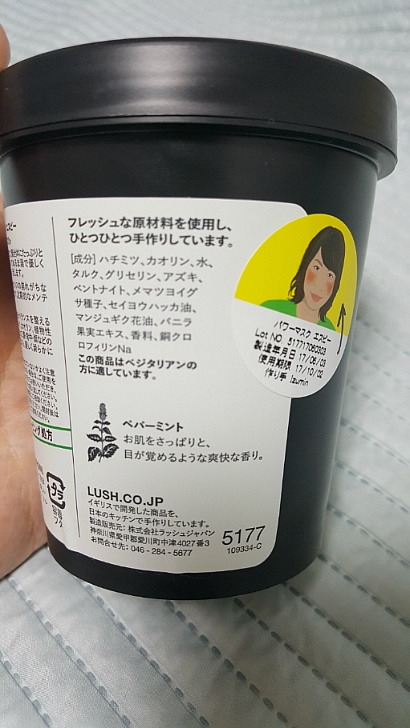 フレッシュな原材料を使用し、
ひとつひとつ手作りしています。
[成分] ハチミツ、カオリン、水、
タルク、グリセリン、アズキ、
ベントナイト、メマツヨイグ
サ種子、セイヨウハッカ油、
マンジュギク花油、バニラ
果実エキス、香料、銅クロ
ロフィリンNa
この商品はベジタリアンの
方に適しています。
ペパーミント
お肌をさっぱりと、
目が覚めるような爽快な香り。
LUSH.CO.JP
イギリスで開発した商品を、
日本のキッチンで手作りしています。
製造販売元: 株式会社ラッシュジャパン
神奈川県愛甲郡愛川町中津4027番3
お問合せ先: 046-284-5677
5177
109334-C
パワーマスク エスピー
Lot NO
製造年月日 17/06/03
使用期限 17/10/02
作り手 Izumin
プラ